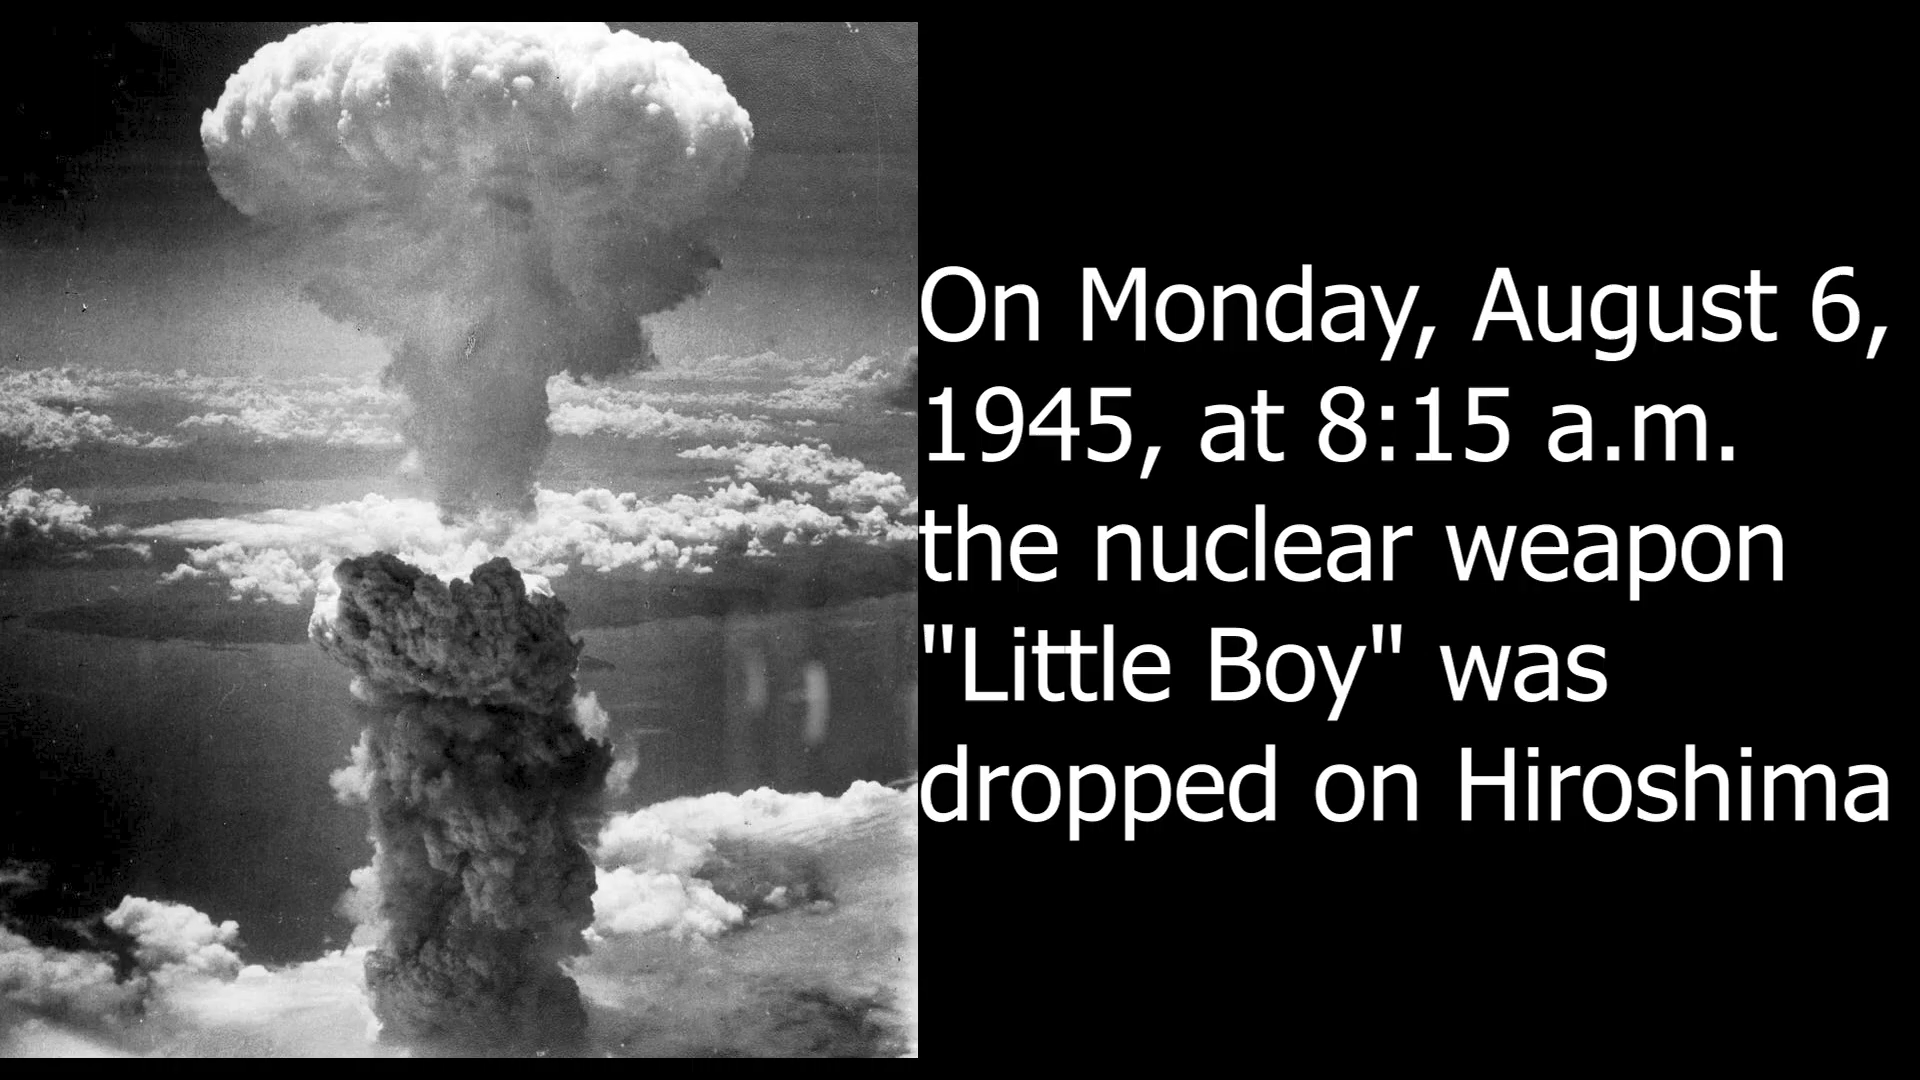 On Monday, August 6,
1945, at 8:15 a.m.
the nuclear weapon
"Little Boy" was
dropped on Hiroshima